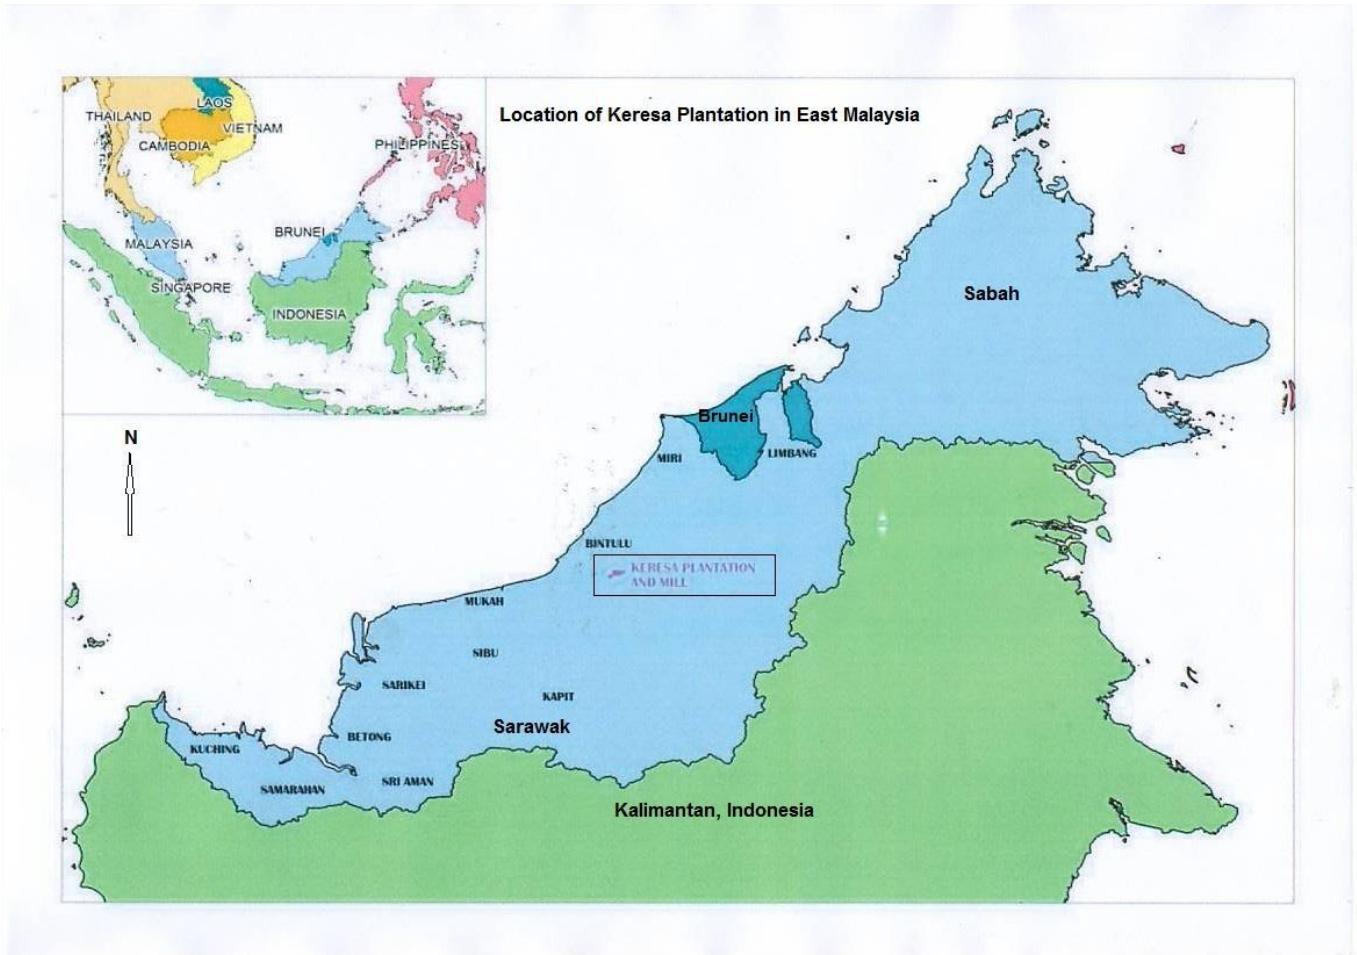 Location of Keresa Plantation in East Malaysia
LAOS
THAILAND
VIETNAM
CAMBODIA
PHILIPPINES
BRUNEI
MALAYSIA
SINGAPORE
INDONESIA
N
Sabah
Brunei
MIRI
LIMBANG
BINTULU
KERESA PLANTATION
AND MILL
MUKAH
SIBU
SARIKEI
KAPIT
Sarawak
BETONG
KUCHING
SRI AMAN
SAMARAHAN
Kalimantan, Indonesia